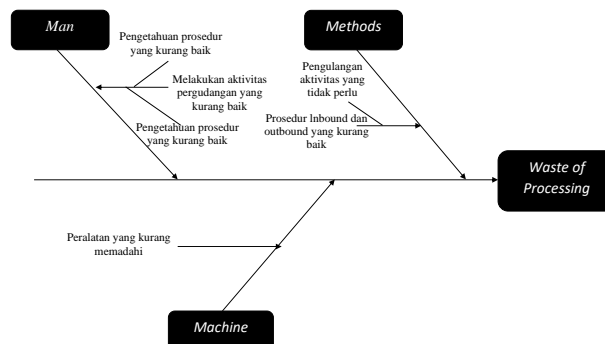 Man
Methods
Pengetahuan prosedur
yang kurang baik
Melakukan aktivitas
pergudangan yang
kurang baik
Pengetahuan prosedur
yang kurang baik
Pengulangan
aktivitas yang
tidak perlu
Prosedur Inbound dan
outbound yang kurang
baik
Waste of
Processing
Peralatan yang kurang
memadahi
Machine